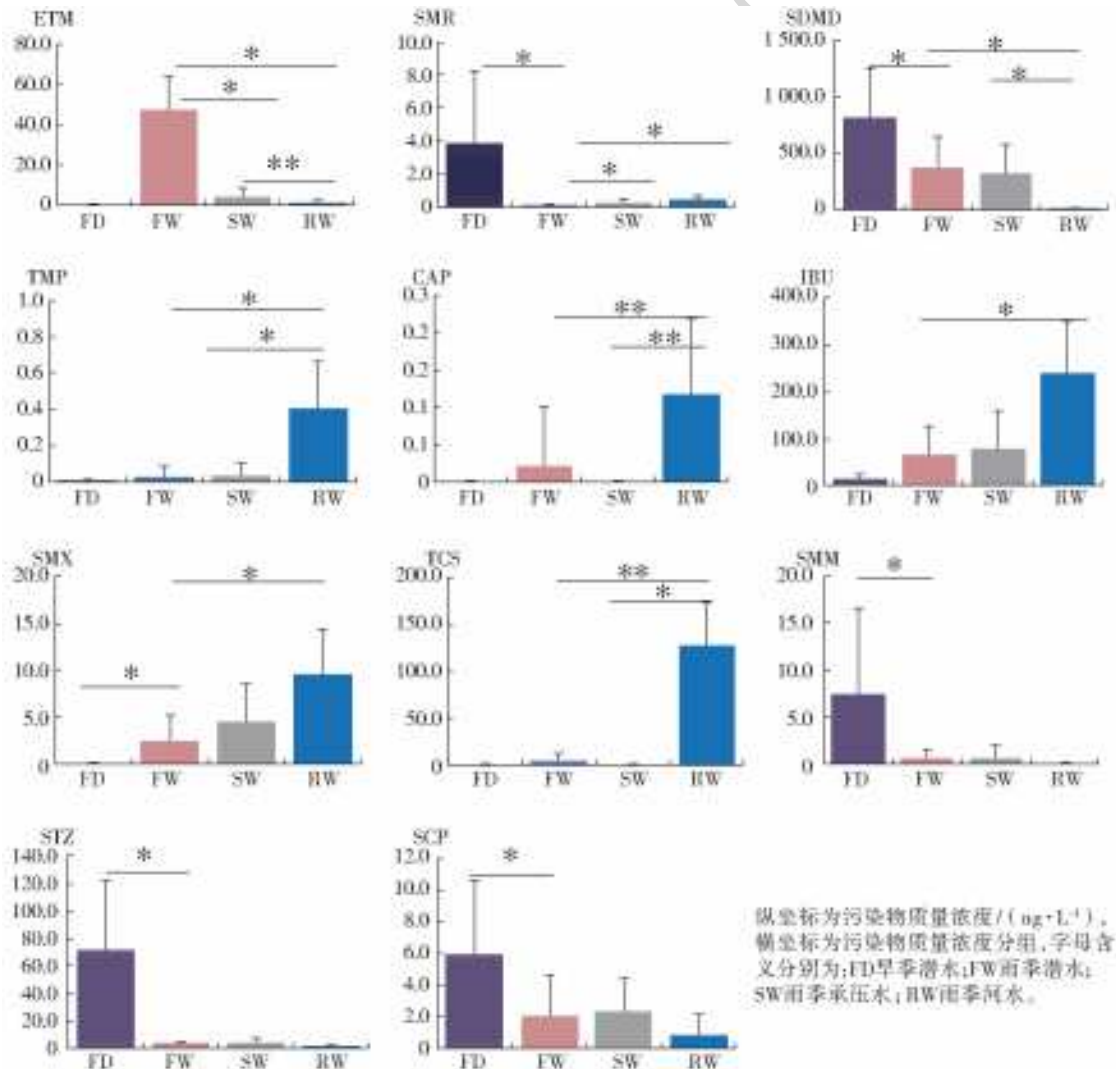 ETM
80.0
60.0
40.0
20.0
0
FD FW SW RW
* * **
SMR
10.0
8.0
6.0
4.0
2.0
0
FD FW SW RW
* * *
SDMD
1 500.0
1 000.0
500.0
0
FD FW SW RW
* * *
TMP
1.0
0.8
0.6
0.4
0.2
0
FD FW SW RW
* *
CAP
0.3
0.2
0.2
0.1
0.1
0
FD FW SW RW
** **
IBU
400.0
300.0
200.0
100.0
0
FD FW SW RW
*
SMX
20.0
15.0
10.0
5.0
0
FD FW SW RW
* *
TCS
200.0
150.0
100.0
50.0
0
FD FW SW RW
** *
SMM
20.0
15.0
10.0
5.0
0
FD FW SW RW
*
STZ
140.0
120.0
100.0
80.0
60.0
40.0
20.0
0
FD FW SW RW
*
SCP
12.0
10.0
8.0
6.0
4.0
2.0
0
FD FW SW RW
*
纵坐标为污染物质量浓度/(ng·L⁻¹),
横坐标为污染物质量浓度分组,字母含
义分别为:FD旱季潜水;FW雨季潜水;
SW雨季承压水;RW雨季河水。